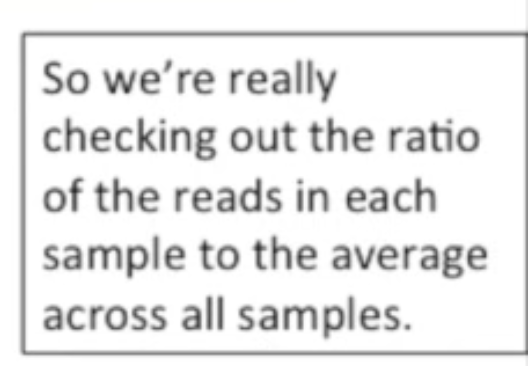 So we're really
checking out the ratio
of the reads in each
sample to the average
across all samples.